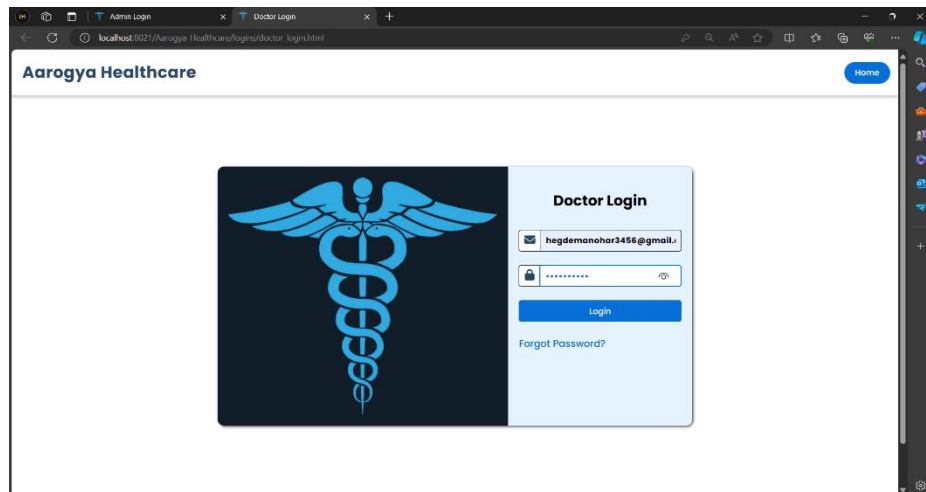 Admin Login
Doctor Login
localhost:8021/Aarogya Healthcare/logins/doctor_login.html
Aarogya Healthcare
Home
Doctor Login
hegdemanohar3456@gmail.c
Login
Forgot Password?